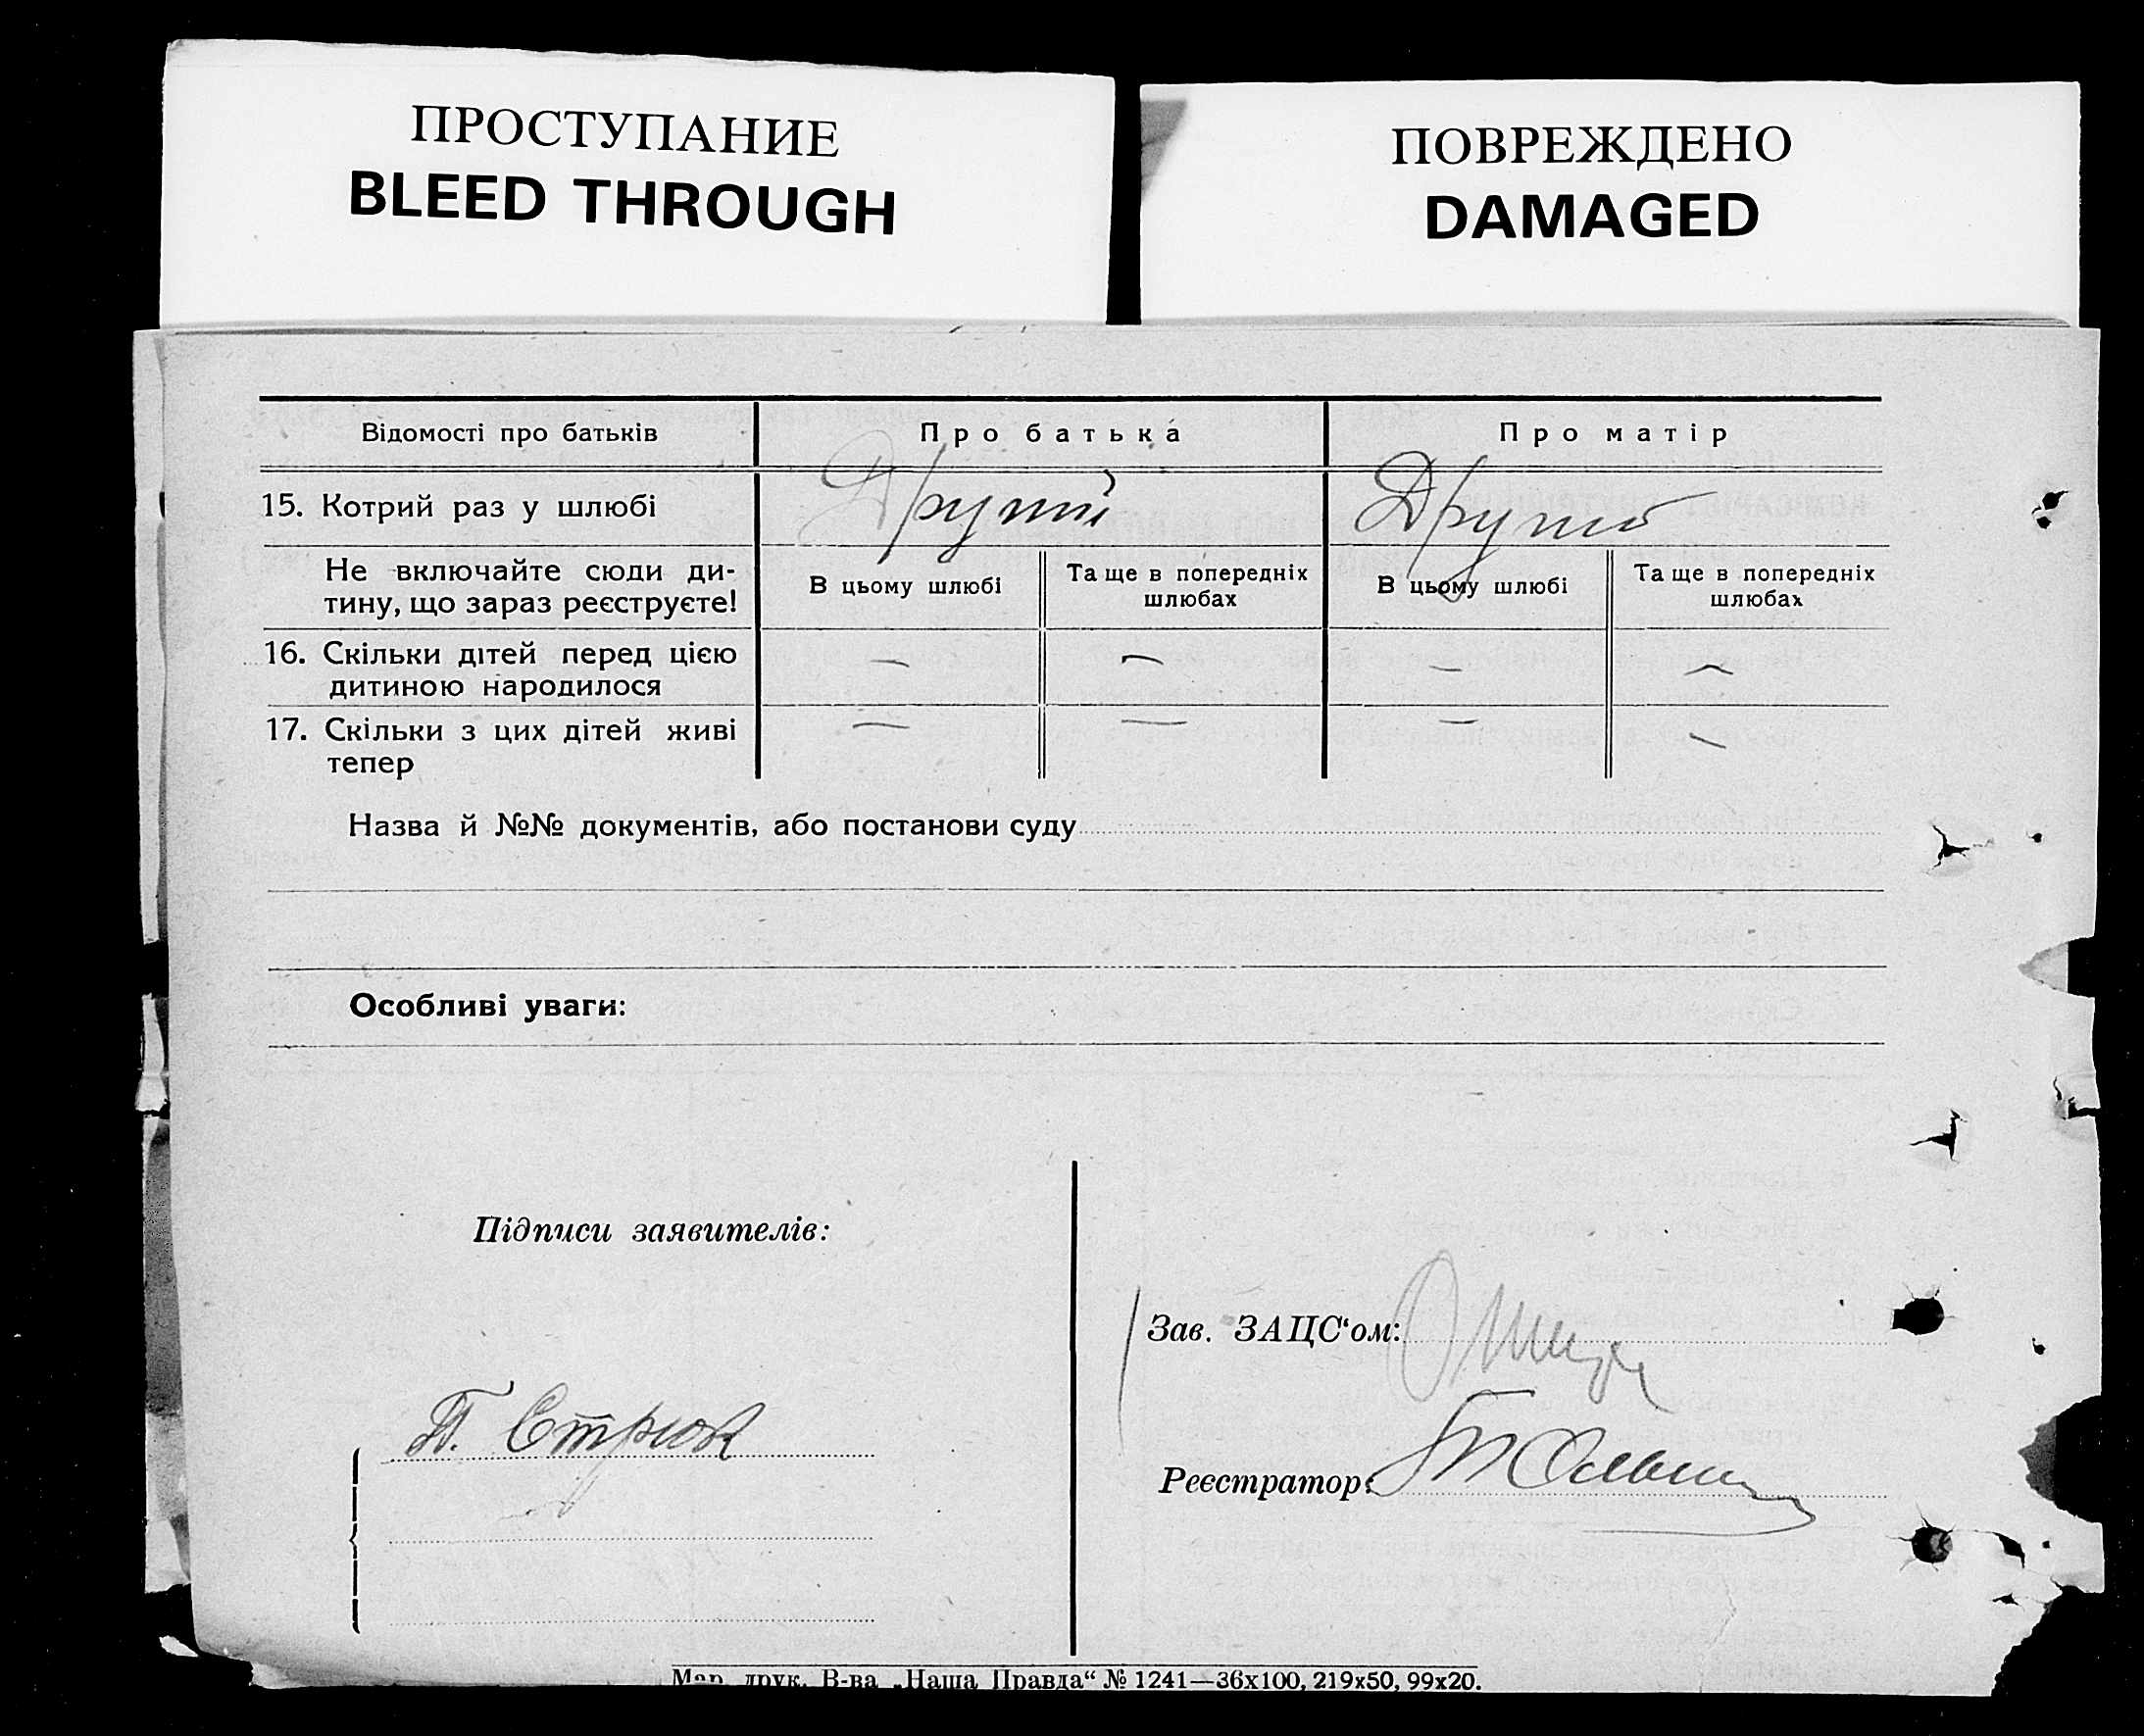 ПРОСТУПАНИЕ
BLEED THROUGH
ПОВРЕЖДЕНО
DAMAGED
Відомості про батьків
Про батька
Про матір
15. Котрий раз у шлюбі
Другий
Другий
Не включайте сюди ди-
тину, що зараз реєструєте!
В цьому шлюбі
Та ще в попередніх
шлюбах
В цьому шлюбі
Та ще в попередніх
шлюбах
16. Скільки дітей перед цією
дитиною народилося
— — — —
17. Скільки з цих дітей живі
тепер
— — — —
Назва й №№ документів, або постанови суду
Особливі уваги:
Підписи заявителів:
Зав. ЗАЦС‘ом:
П. Стрюк
Реєстратор:
Мар. друк. В-ва „Наша Правда“ № 1241—36х100, 219х50, 99х20.